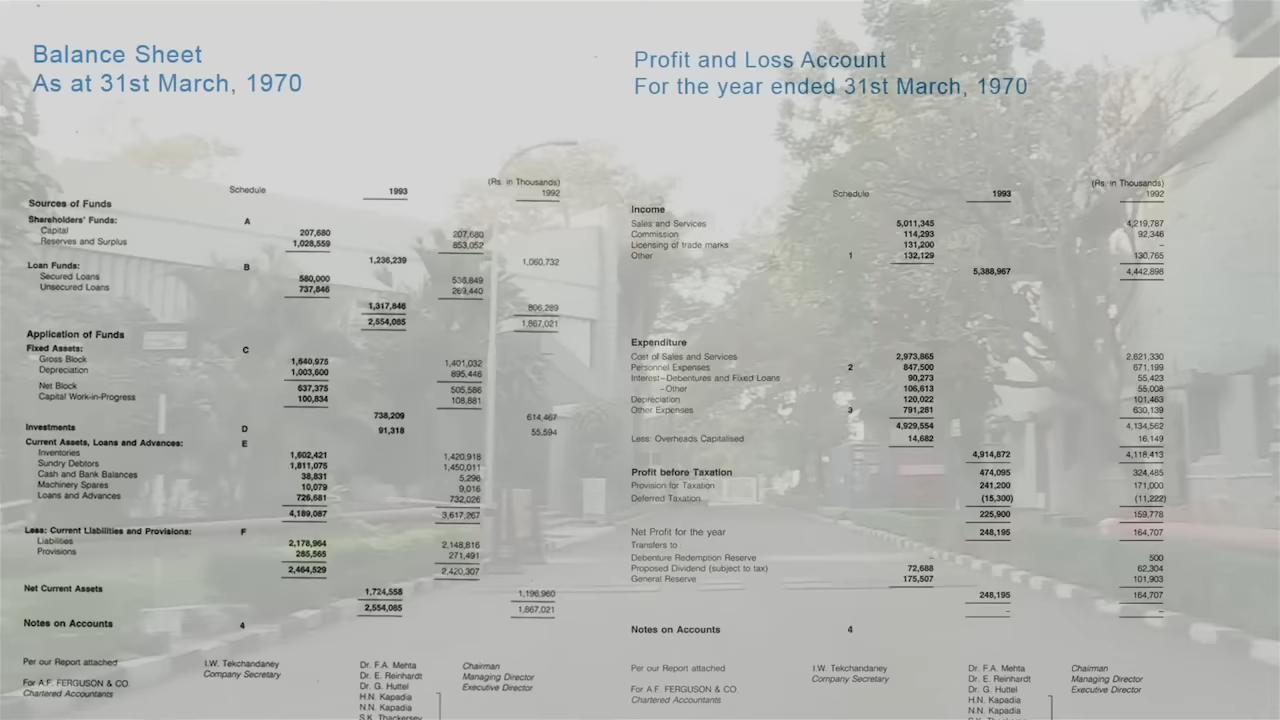 Balance Sheet
As at 31st March, 1970
Schedule 1993 (Rs. in Thousands) 1992
Sources of Funds
Shareholders' Funds: A
Capital 207,680 207,680
Reserves and Surplus 1,028,559 853,052
1,236,239 1,060,732
Loan Funds: B
Secured Loans 580,000 536,849
Unsecured Loans 737,846 269,440
1,317,846 806,289
2,554,085 1,867,021
Application of Funds
Fixed Assets: C
Gross Block 1,640,975 1,401,032
Depreciation 1,003,600 895,446
Net Block 637,375 505,586
Capital Work-in-Progress 100,834 108,881
738,209 614,467
Investments D 91,318 55,594
Current Assets, Loans and Advances: E
Inventories 1,602,421 1,420,918
Sundry Debtors 1,811,075 1,450,011
Cash and Bank Balances 38,831 5,296
Machinery Spares 10,079 9,016
Loans and Advances 726,681 732,026
4,189,087 3,617,267
Less: Current Liabilities and Provisions: F
Liabilities 2,178,964 2,148,816
Provisions 285,565 271,491
2,464,529 2,420,307
Net Current Assets 1,724,558 1,196,960
2,554,085 1,867,021
Notes on Accounts 4
Per our Report attached
For A.F. FERGUSON & CO.
Chartered Accountants
I.W. Tekchandaney
Company Secretary
Dr. F.A. Mehta Chairman
Dr. E. Reinhardt Managing Director
Dr. G. Huttel Executive Director
H.N. Kapadia
N.N. Kapadia
S.K. Thackersey
Profit and Loss Account
For the year ended 31st March, 1970
Schedule 1993 (Rs. in Thousands) 1992
Income
Sales and Services 5,011,345 4,219,787
Commission 114,293 92,346
Licensing of trade marks 131,200 –
Other 1 132,129 130,765
5,388,967 4,442,898
Expenditure
Cost of Sales and Services 2,973,865 2,621,330
Personnel Expenses 2 847,500 671,199
Interest–Debentures and Fixed Loans 90,273 55,423
–Other 106,613 55,008
Depreciation 120,022 101,463
Other Expenses 3 791,281 630,139
4,929,554 4,134,562
Less: Overheads Capitalised 14,682 16,149
4,914,872 4,118,413
Profit before Taxation 474,095 324,485
Provision for Taxation 241,200 171,000
Deferred Taxation (15,300) (11,222)
225,900 159,778
Net Profit for the year 248,195 164,707
Transfers to :
Debenture Redemption Reserve – 500
Proposed Dividend (subject to tax) 72,688 62,304
General Reserve 175,507 101,903
248,195 164,707
– –
Notes on Accounts 4
Per our Report attached
For A.F. FERGUSON & CO.
Chartered Accountants
I.W. Tekchandaney
Company Secretary
Dr. F.A. Mehta Chairman
Dr. E. Reinhardt Managing Director
Dr. G. Huttel Executive Director
H.N. Kapadia
N.N. Kapadia